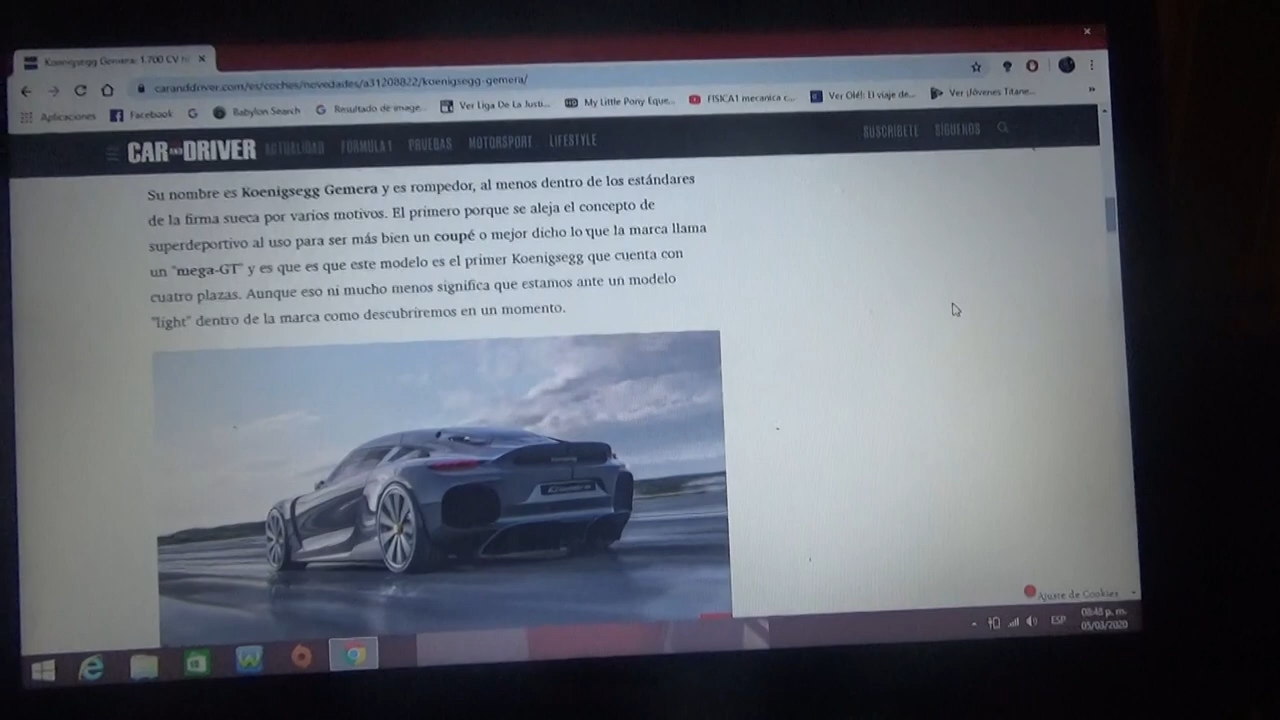 Koenigsegg Gemera: 1.700 CV
caranddriver.com/es/coches/novedades/a31208822/koenigsegg-gemera/
Aplicaciones Facebook Babylon Search Resultado de image... Ver Liga De La Justi... My Little Pony Eque... FISICA1 mecanica c... Ver Olé!: El viaje de... Ver ¡Jóvenes Titane...
CAR AND DRIVER ACTUALIDAD FORMULA 1 PRUEBAS MOTORSPORT LIFESTYLE SUSCRÍBETE SÍGUENOS
Su nombre es Koenigsegg Gemera y es rompedor, al menos dentro de los estándares
de la firma sueca por varios motivos. El primero porque se aleja el concepto de
superdeportivo al uso para ser más bien un coupé o mejor dicho lo que la marca llama
un "mega-GT" y es que es que este modelo es el primer Koenigsegg que cuenta con
cuatro plazas. Aunque eso ni mucho menos significa que estamos ante un modelo
"light" dentro de la marca como descubriremos en un momento.
Ajuste de Cookies
ESP
08:48 p. m.
05/03/2020